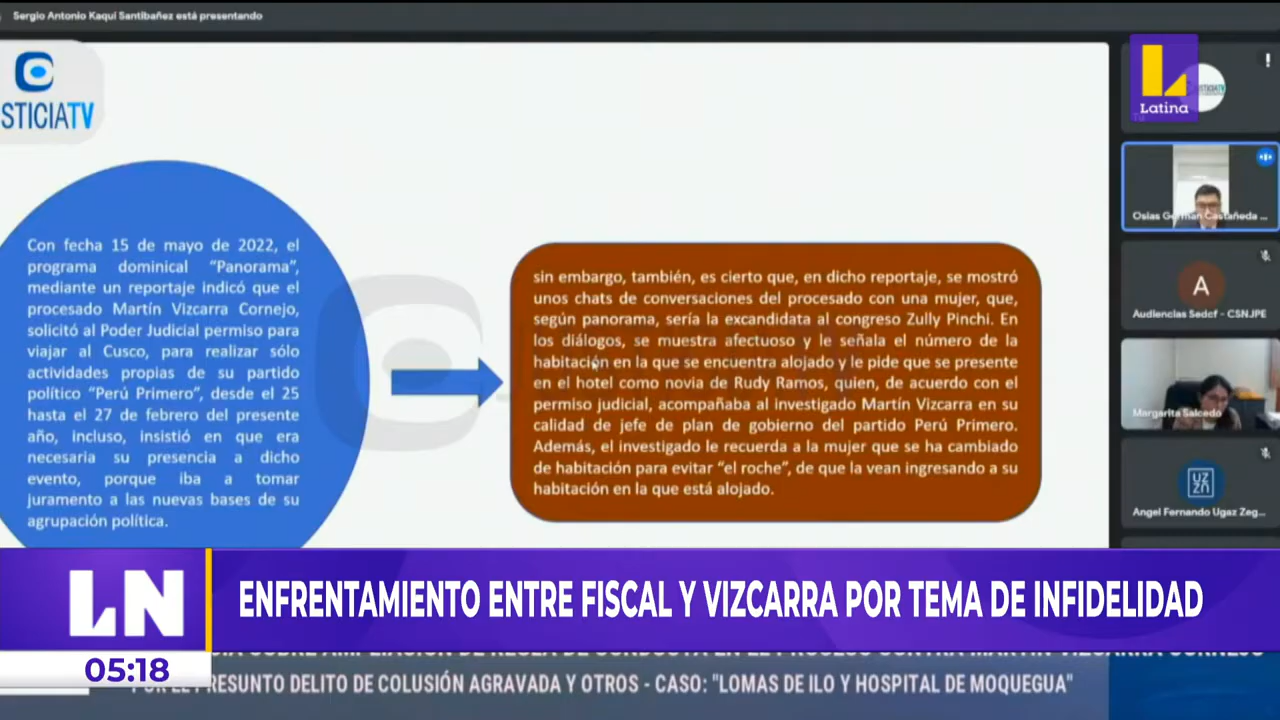 Sergio Antonio Kaqui Santibañez está presentando
STICIATV
Latina
Con fecha 15 de mayo de 2022, el
programa dominical “Panorama”,
mediante un reportaje indicó que el
procesado Martín Vizcarra Cornejo,
solicitó al Poder Judicial permiso para
viajar al Cusco, para realizar sólo
actividades propias de su partido
político “Perú Primero”, desde el 25
hasta el 27 de febrero del presente
año, incluso, insistió en que era
necesaria su presencia a dicho
evento, porque iba a tomar
juramento a las nuevas bases de su
agrupación política.
sin embargo, también, es cierto que, en dicho reportaje, se mostró
unos chats de conversaciones del procesado con una mujer, que,
según panorama, sería la excandidata al congreso Zully Pinchi. En
los diálogos, se muestra afectuoso y le señala el número de la
habitación en la que se encuentra alojado y le pide que se presente
en el hotel como novia de Rudy Ramos, quien, de acuerdo con el
permiso judicial, acompañaba al investigado Martín Vizcarra en su
calidad de jefe de plan de gobierno del partido Perú Primero.
Además, el investigado le recuerda a la mujer que se ha cambiado
de habitación para evitar “el roche”, de que la vean ingresando a su
habitación en la que está alojado.
Osias German Castañeda ...
A
Audiencias Sedcf - CSNJPE
Margarita Salcedo
Angel Fernando Ugaz Zeg...
LN
ENFRENTAMIENTO ENTRE FISCAL Y VIZCARRA POR TEMA DE INFIDELIDAD
05:18
POR EL PRESUNTO DELITO DE COLUSIÓN AGRAVADA Y OTROS - CASO: "LOMAS DE ILO Y HOSPITAL DE MOQUEGUA"